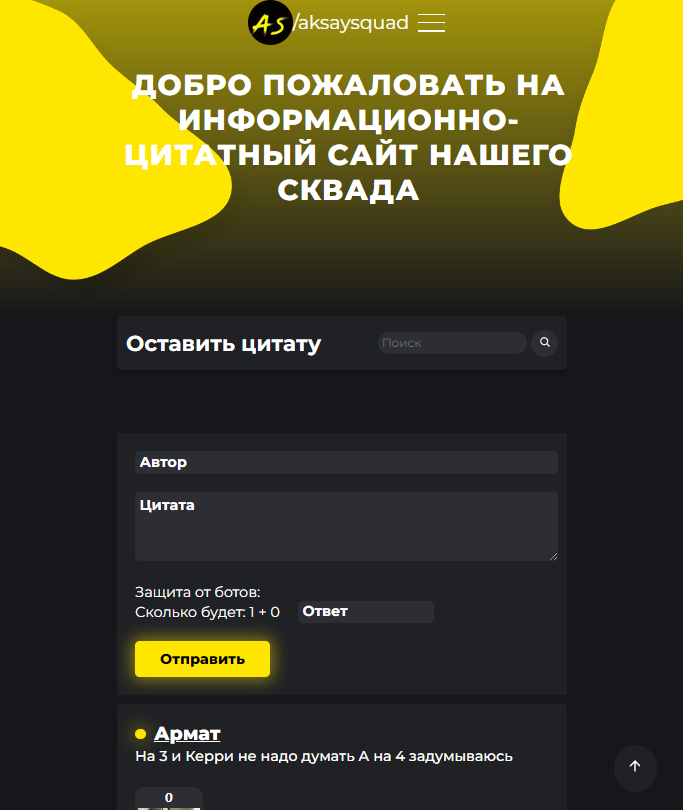 AS/aksaysquad
ДОБРО ПОЖАЛОВАТЬ НА
ИНФОРМАЦИОННО-
ЦИТАТНЫЙ САЙТ НАШЕГО
СКВАДА
Оставить цитату
Поиск
Автор
Цитата
Защита от ботов:
Сколько будет: 1 + 0
Ответ
Отправить
Армат
На 3 и Керри не надо думать А на 4 задумываюсь
0